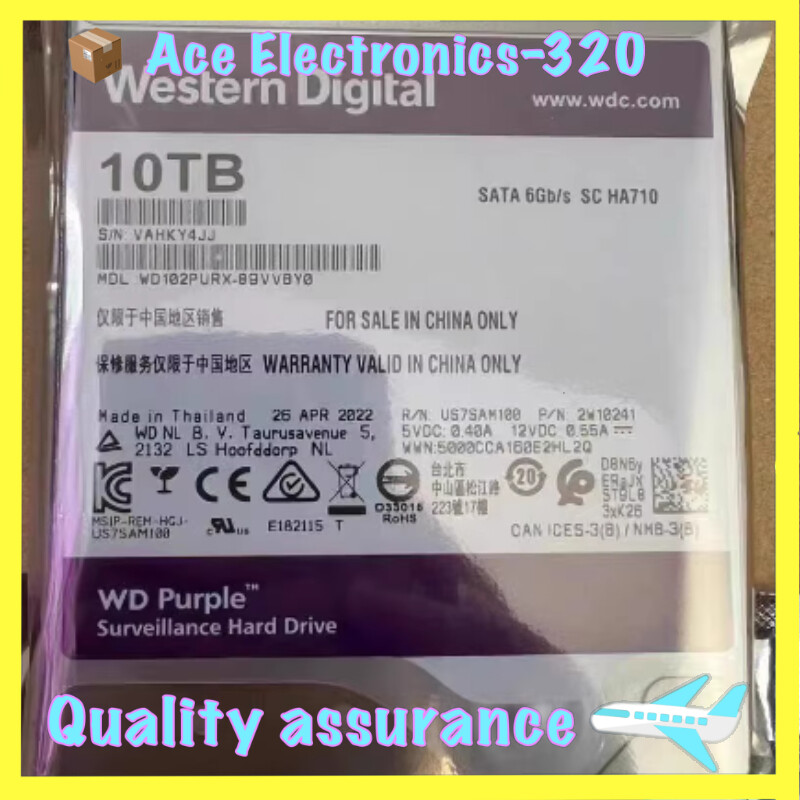 Ace Electronics-320
Western Digital
www.wdc.com
10TB
SATA 6Gb/s SC HA710
S/N: VAHKY4JJ
MDL: WD102PURX-89VVBY0
仅限于中国地区销售 FOR SALE IN CHINA ONLY
保修服务仅限于中国地区 WARRANTY VALID IN CHINA ONLY
Made in Thailand 26 APR 2022 R/N: US7SAM100 P/N: 2W10241
WD NL B. V. Taurusavenue 5, 5VDC: 0.40A 12VDC: 0.55A
2132 LS Hoofddorp NL WWN:5000CCA160E2HL2Q
台北市
中山區松江路
223號17樓
20
D8N6y
ST9L8
3xK26
MSIP-REM-HGJ-
US7SAM100
E182115 T
D33016
RoHS
CAN ICES-3(B) / NMB-3(B)
WD Purple™
Surveillance Hard Drive
Quality assurance